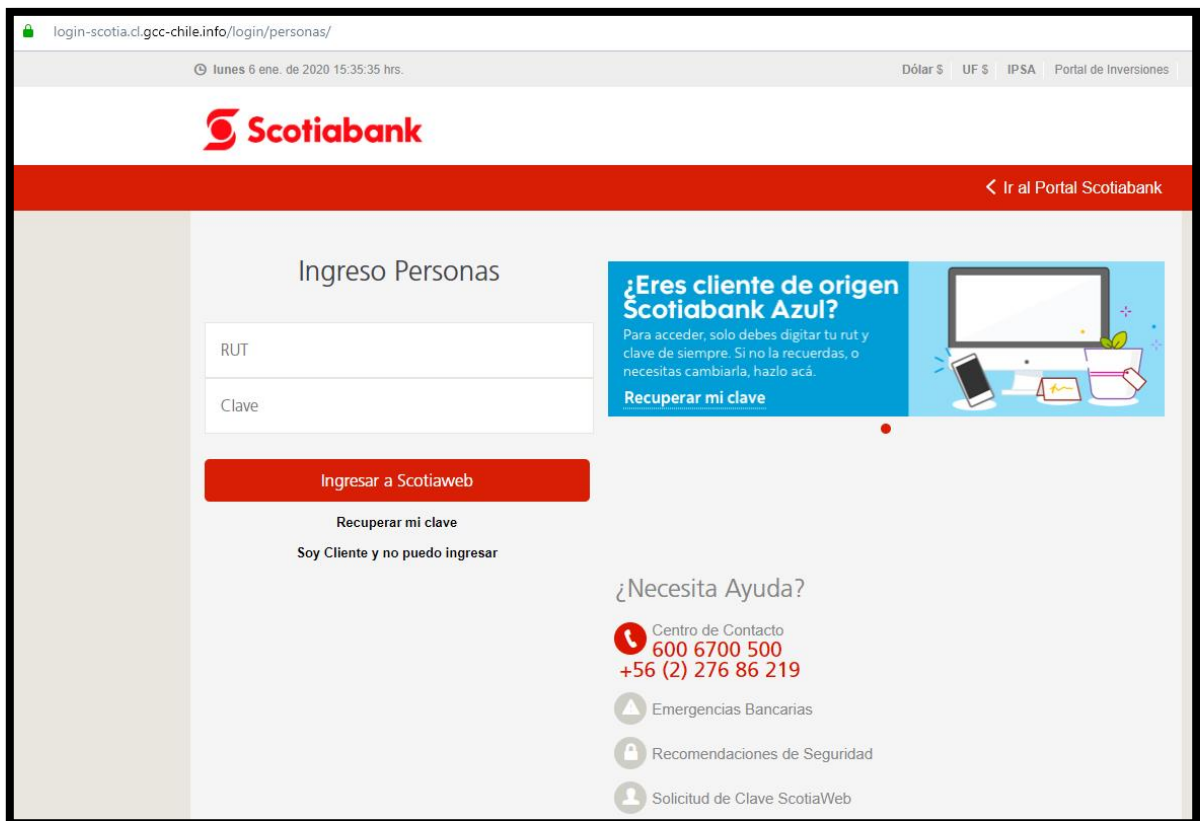 login-scotia.cl.gcc-chile.info/login/personas/
lunes 6 ene. de 2020 15:35:35 hrs.
Dólar $ UF $ IPSA Portal de Inversiones
Scotiabank
Ir al Portal Scotiabank
Ingreso Personas
RUT
Clave
Ingresar a Scotiaweb
Recuperar mi clave
Soy Cliente y no puedo ingresar
¿Eres cliente de origen
Scotiabank Azul?
Para acceder, solo debes digitar tu rut y
clave de siempre. Si no la recuerdas, o
necesitas cambiarla, hazlo acá.
Recuperar mi clave
¿Necesita Ayuda?
Centro de Contacto
600 6700 500
+56 (2) 276 86 219
Emergencias Bancarias
Recomendaciones de Seguridad
Solicitud de Clave ScotiaWeb